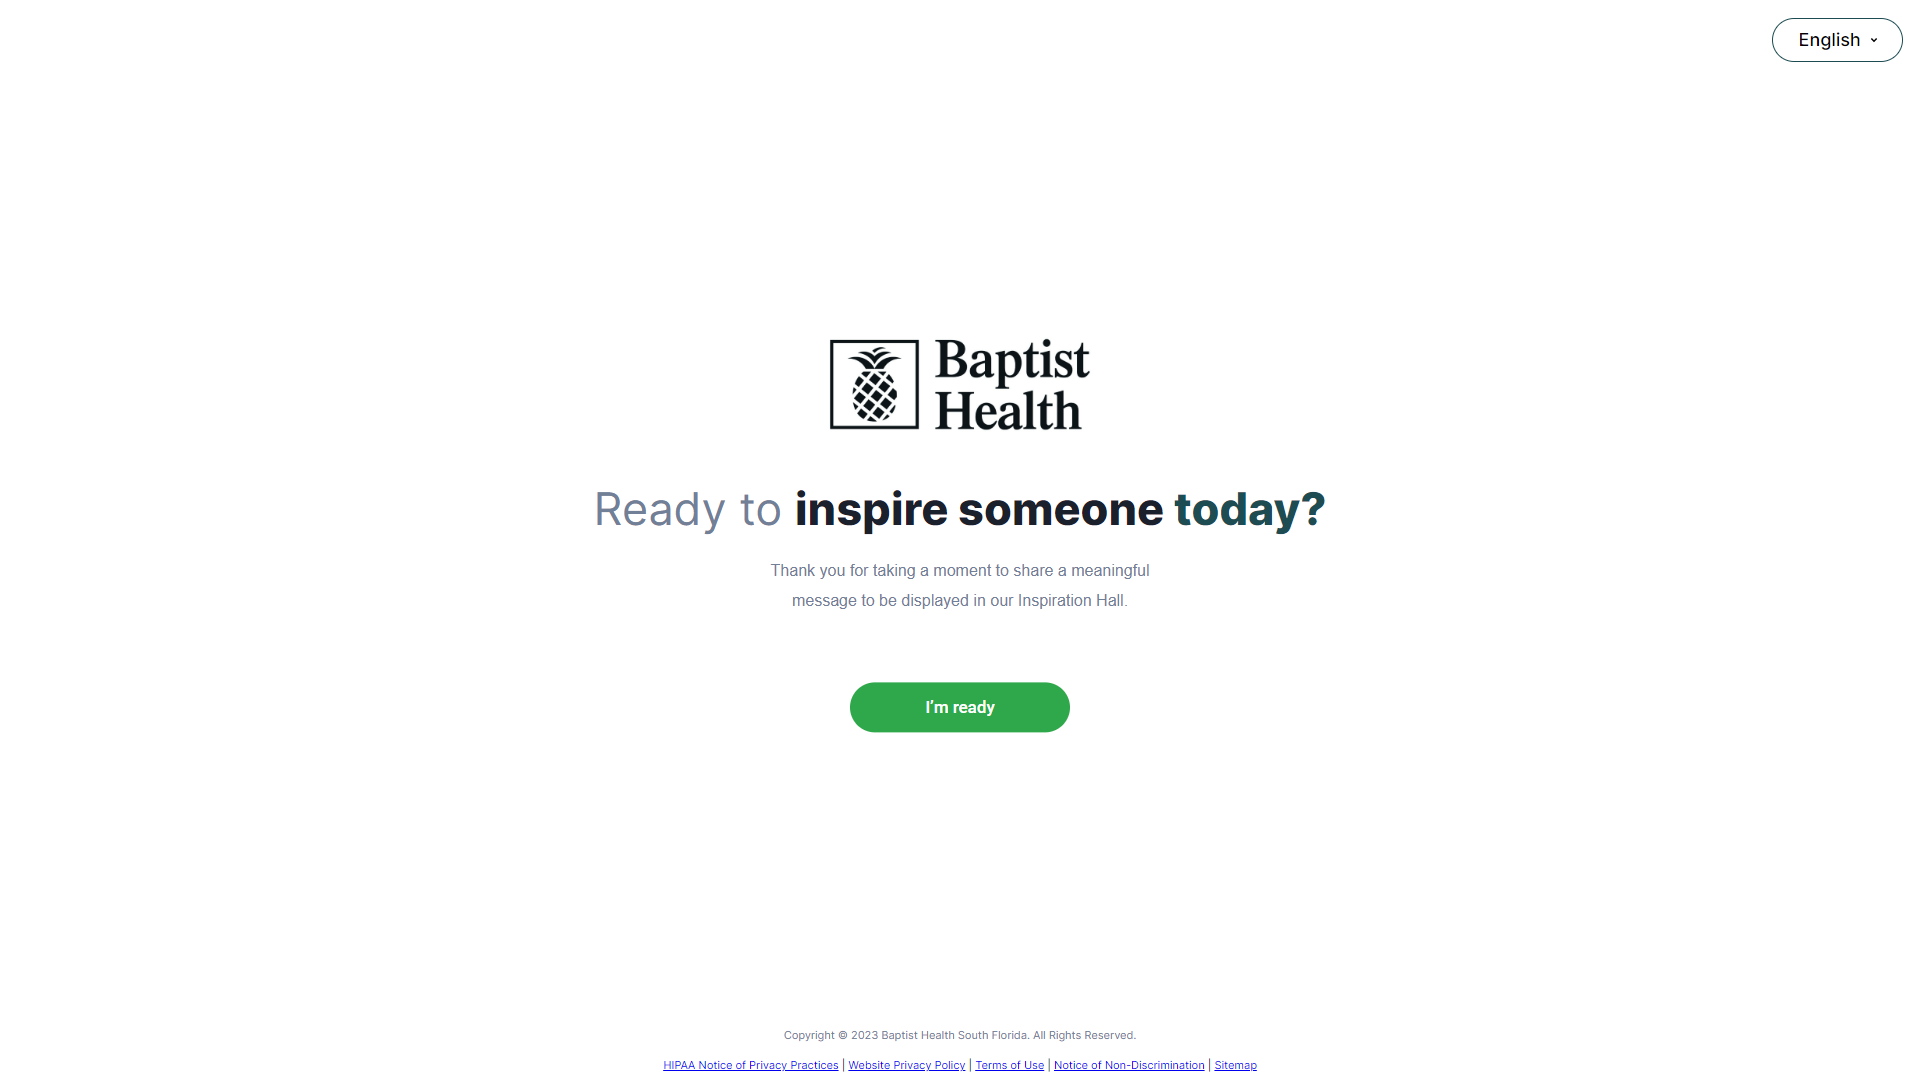 English
Baptist
Health
Ready to inspire someone today?
Thank you for taking a moment to share a meaningful
message to be displayed in our Inspiration Hall.
I’m ready
Copyright © 2023 Baptist Health South Florida. All Rights Reserved.
HIPAA Notice of Privacy Practices | Website Privacy Policy | Terms of Use | Notice of Non-Discrimination | Sitemap